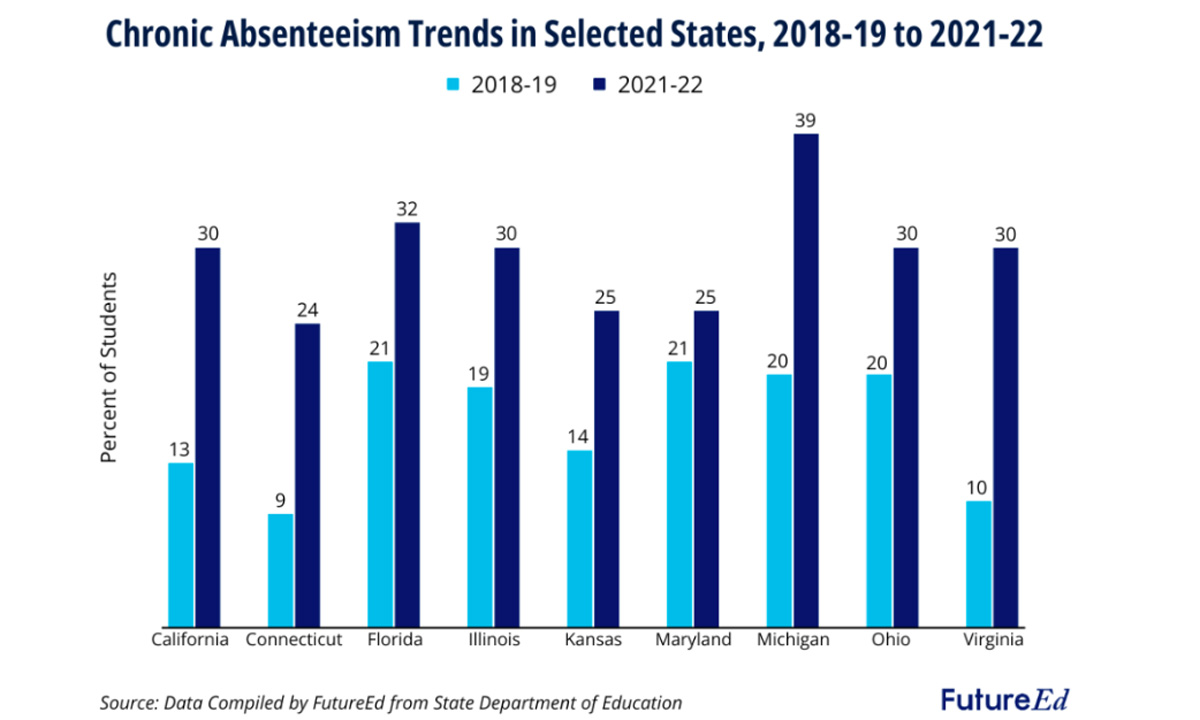 Chronic Absenteeism Trends in Selected States, 2018-19 to 2021-22
2018-19 2021-22
Percent of Students
13 30
9 24
21 32
19 30
14 25
21 25
20 39
20 30
10 30
California Connecticut Florida Illinois Kansas Maryland Michigan Ohio Virginia
Source: Data Compiled by FutureEd from State Department of Education
FutureEd